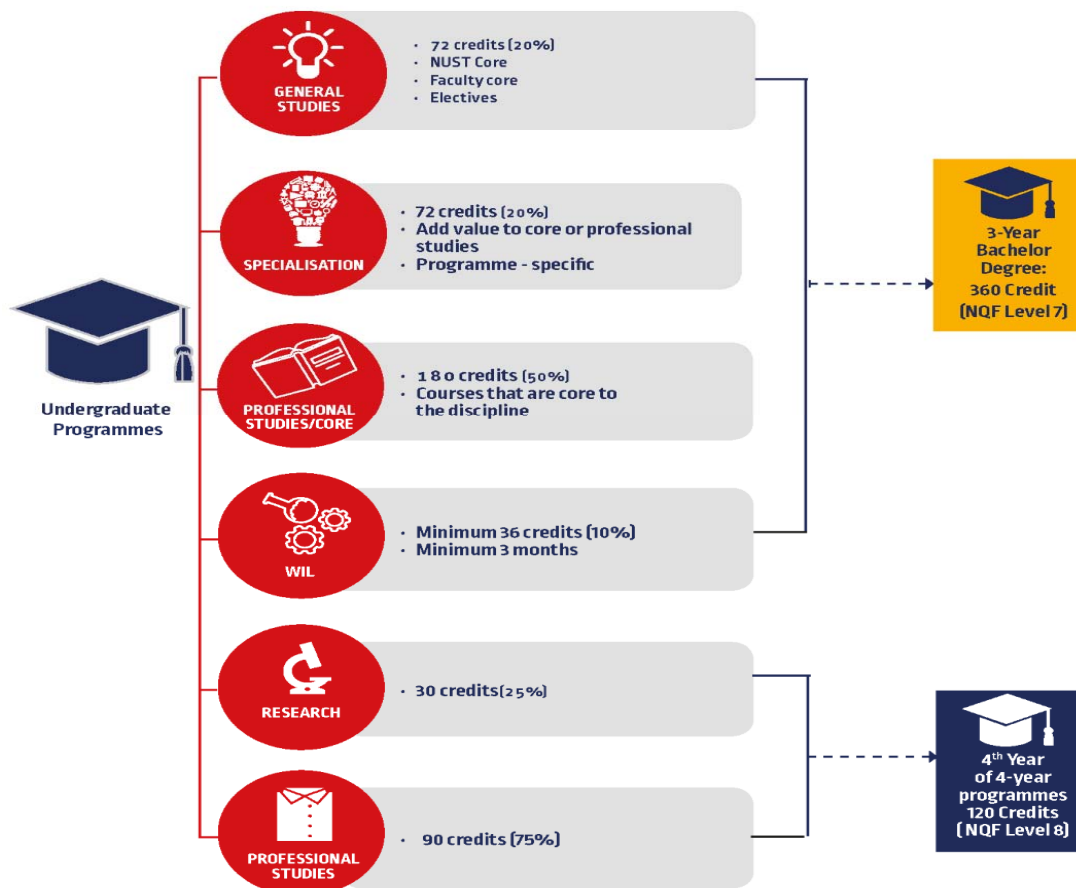 · 72 credits (20%)
· NUST Core
· Faculty core
· Electives
GENERAL
STUDIES
· 72 credits (20%)
· Add value to core or professional
studies
· Programme - specific
SPECIALISATION
3-Year
Bachelor
Degree:
360 Credit
(NQF Level 7)
Undergraduate
Programmes
· 180 credits (50%)
· Courses that are core to
the discipline
PROFESSIONAL
STUDIES/CORE
· Minimum 36 credits (10%)
· Minimum 3 months
WIL
· 30 credits(25%)
RESEARCH
4th Year
of 4-year
programmes
120 Credits
(NQF Level 8)
· 90 credits (75%)
PROFESSIONAL
STUDIES